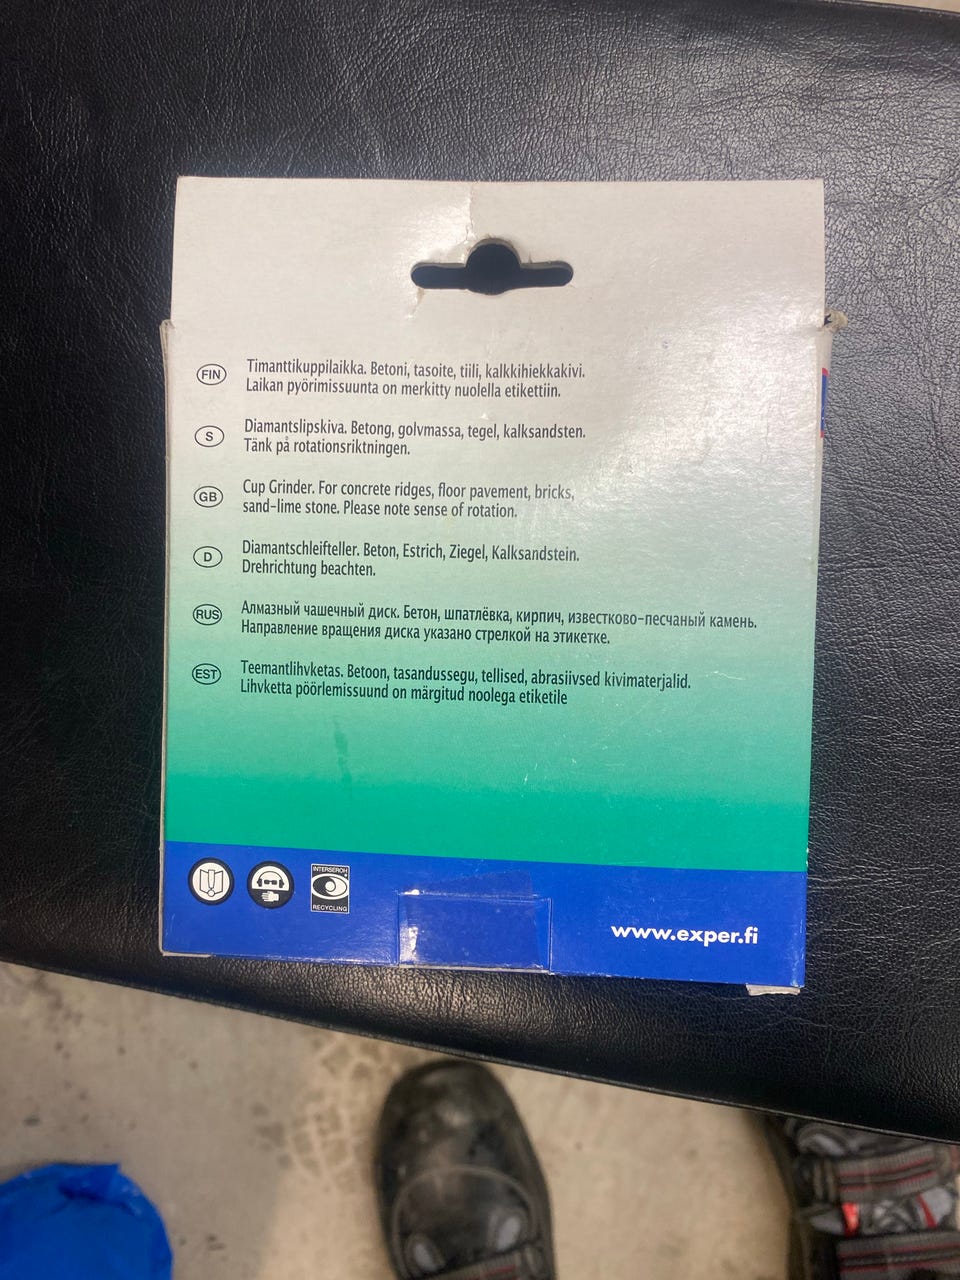 FIN
Timanttikuppilaikka. Betoni, tasoite, tiili, kalkkihiekkakivi.
Laikan pyörimissuunta on merkitty nuolella etikettiin.
S
Diamantslipskiva. Betong, golvmassa, tegel, kalksandsten.
Tänk på rotationsriktningen.
GB
Cup Grinder. For concrete ridges, floor pavement, bricks,
sand-lime stone. Please note sense of rotation.
D
Diamantschleifteller. Beton, Estrich, Ziegel, Kalksandstein.
Drehrichtung beachten.
RUS
Алмазный чашечный диск. Бетон, шпатлёвка, кирпич, известково-песчаный камень.
Направление вращения диска указано стрелкой на этикетке.
EST
Teemantlihvketas. Betoon, tasandussegu, tellised, abrasiivsed kivimaterjalid.
Lihvketta pöörlemissuund on märgitud noolega etiketile
INTERSEROH
RECYCLING
www.exper.fi